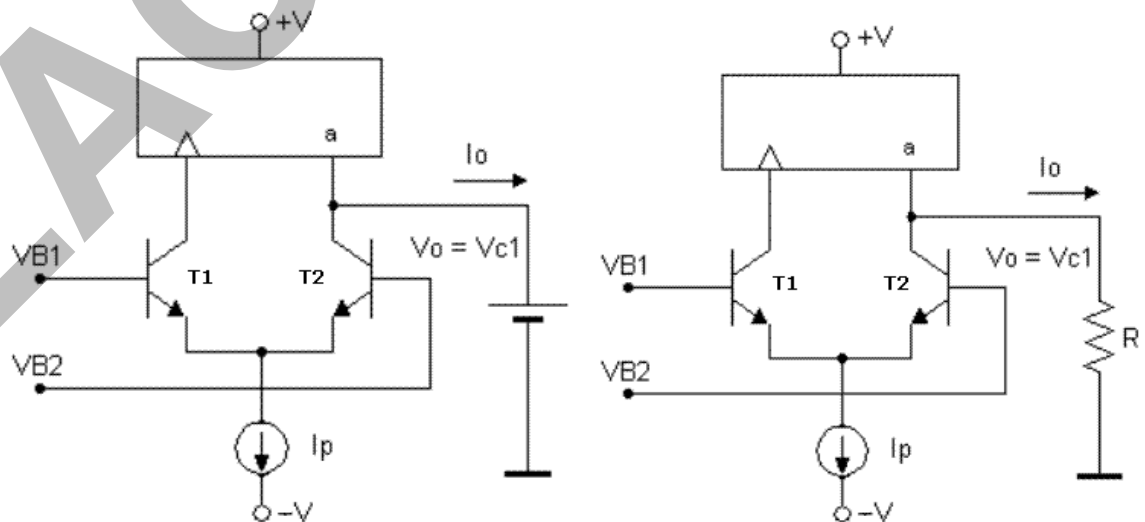 +V
a
Io
Vo = Vc1
VB1
T1
T2
VB2
Ip
−V
+V
a
Io
Vo = Vc1
VB1
T1
T2
R
VB2
Ip
−V